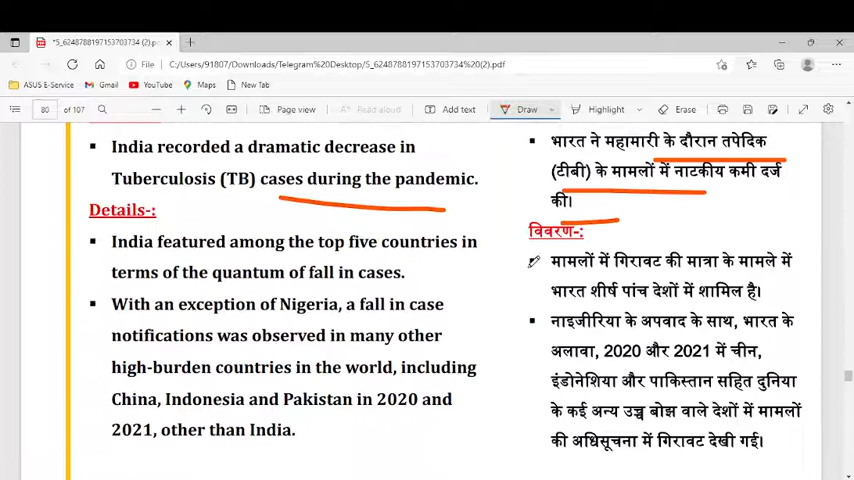 *5_6248788197153703734 (2).pdf
File
C:/Users/91807/Downloads/Telegram%20Desktop/5_6248788197153703734%20(2).pdf
ASUS E-Service
Gmail
YouTube
Maps
New Tab
80 of 107
Page view
Read aloud
Add text
Draw
Highlight
Erase
India recorded a dramatic decrease in
Tuberculosis (TB) cases during the pandemic.
Details-:
India featured among the top five countries in
terms of the quantum of fall in cases.
With an exception of Nigeria, a fall in case
notifications was observed in many other
high-burden countries in the world, including
China, Indonesia and Pakistan in 2020 and
2021, other than India.
भारत ने महामारी के दौरान तपेदिक
(टीबी) के मामलों में नाटकीय कमी दर्ज
की।
विवरण-:
मामलों में गिरावट की मात्रा के मामले में
भारत शीर्ष पांच देशों में शामिल है।
नाइजीरिया के अपवाद के साथ, भारत के
अलावा, 2020 और 2021 में चीन,
इंडोनेशिया और पाकिस्तान सहित दुनिया
के कई अन्य उच्च बोझ वाले देशों में मामलों
की अधिसूचना में गिरावट देखी गई।